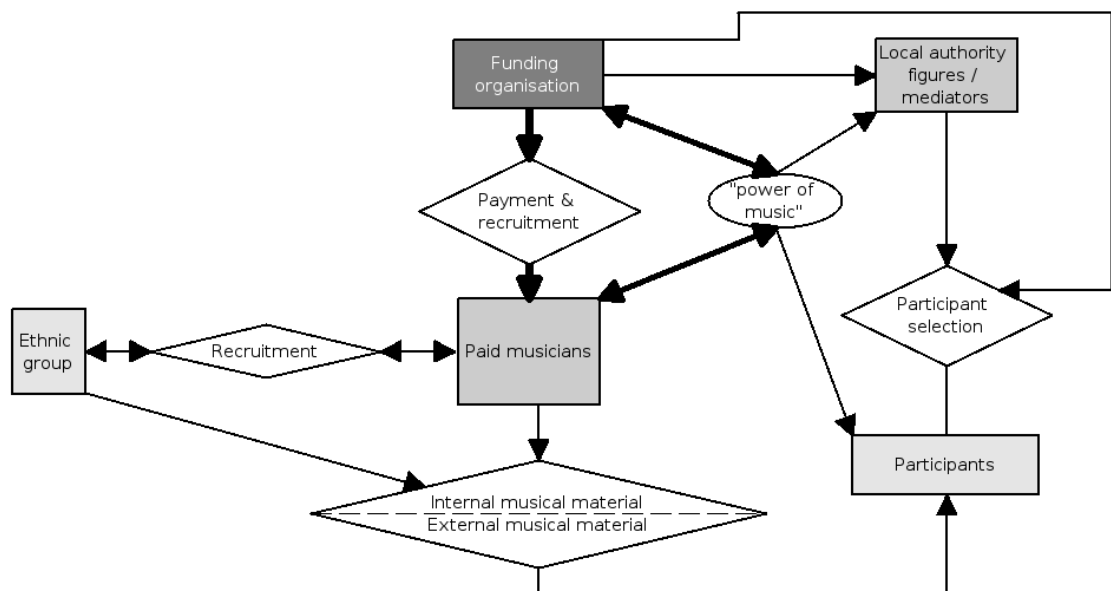 Funding
organisation
Local authority
figures /
mediators
Payment &
recruitment
"power of
music"
Participant
selection
Ethnic
group
Recruitment
Paid musicians
Participants
Internal musical material
External musical material